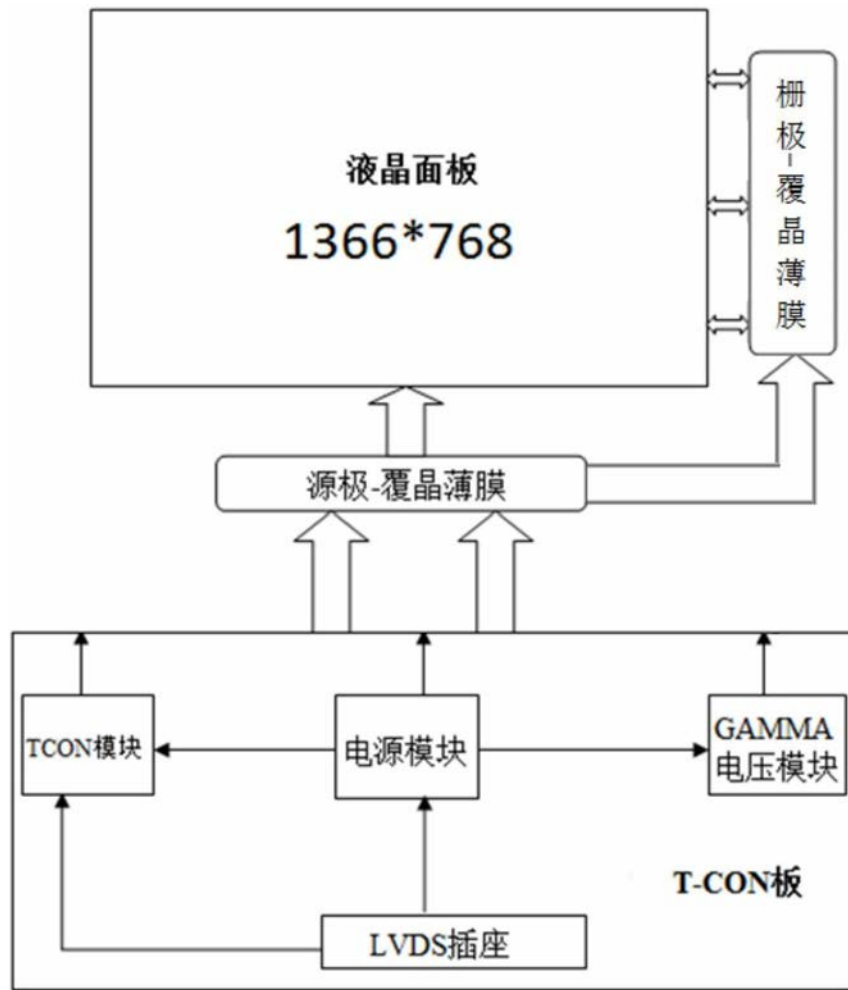 液晶面板
1366*768
栅极-覆晶薄膜
源极-覆晶薄膜
TCON模块
电源模块
GAMMA
电压模块
T-CON板
LVDS插座